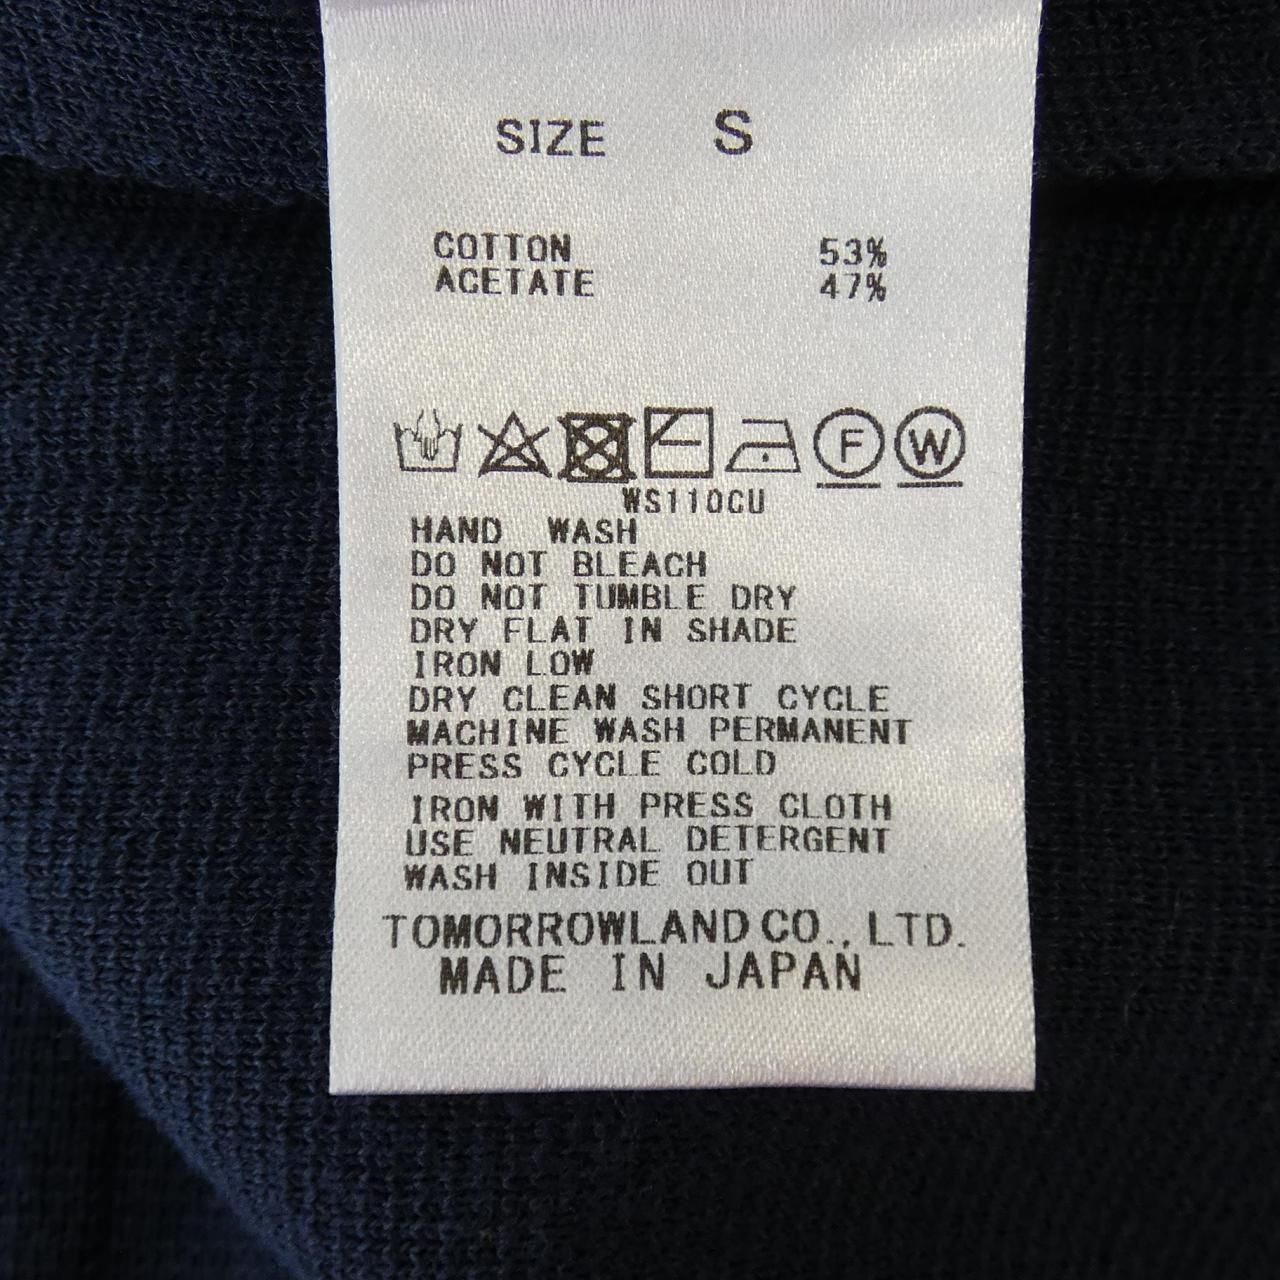 SIZE S
COTTON 53%
ACETATE 47%
F W
WS110CU
HAND WASH
DO NOT BLEACH
DO NOT TUMBLE DRY
DRY FLAT IN SHADE
IRON LOW
DRY CLEAN SHORT CYCLE
MACHINE WASH PERMANENT
PRESS CYCLE COLD
IRON WITH PRESS CLOTH
USE NEUTRAL DETERGENT
WASH INSIDE OUT
TOMORROWLAND CO., LTD.
MADE IN JAPAN